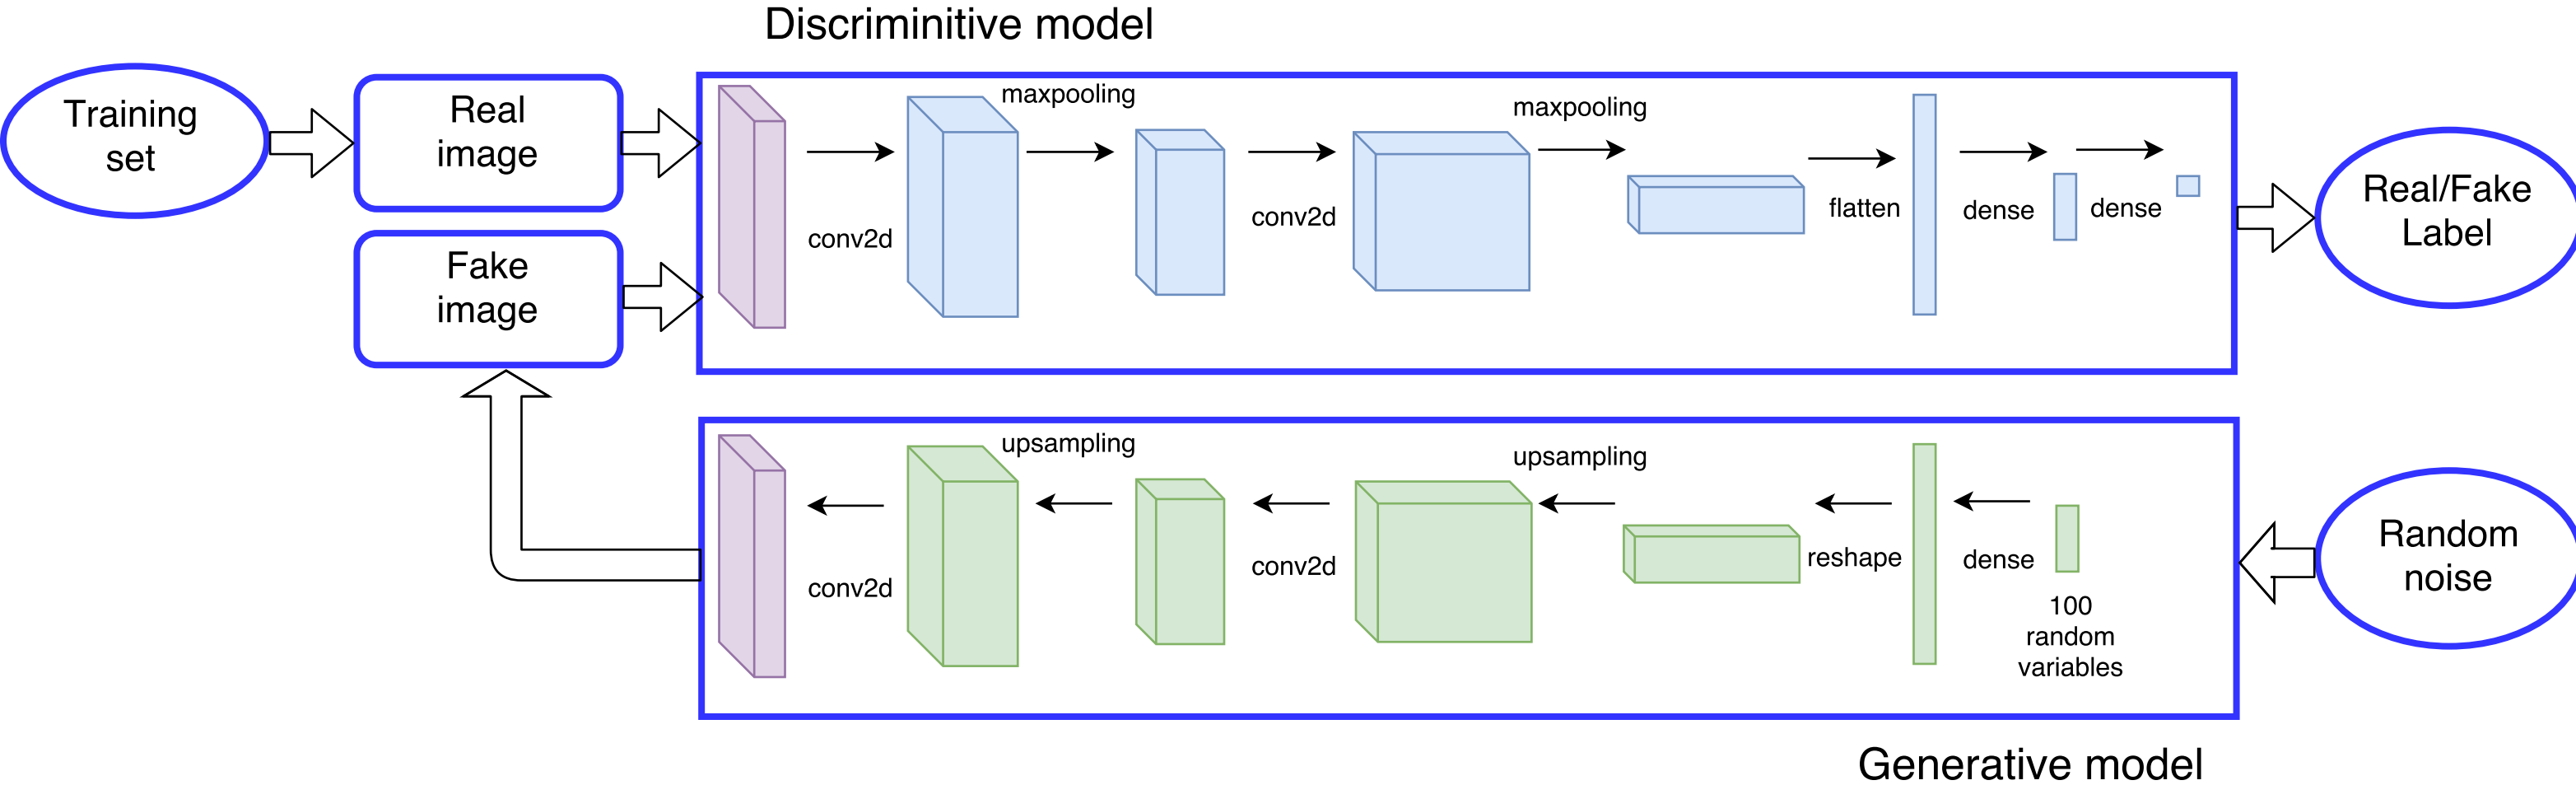 Discriminitive model
Training
set
Real
image
Fake
image
maxpooling
maxpooling
conv2d
conv2d
flatten
dense
dense
Real/Fake
Label
upsampling
upsampling
conv2d
conv2d
reshape
dense
100
random
variables
Random
noise
Generative model